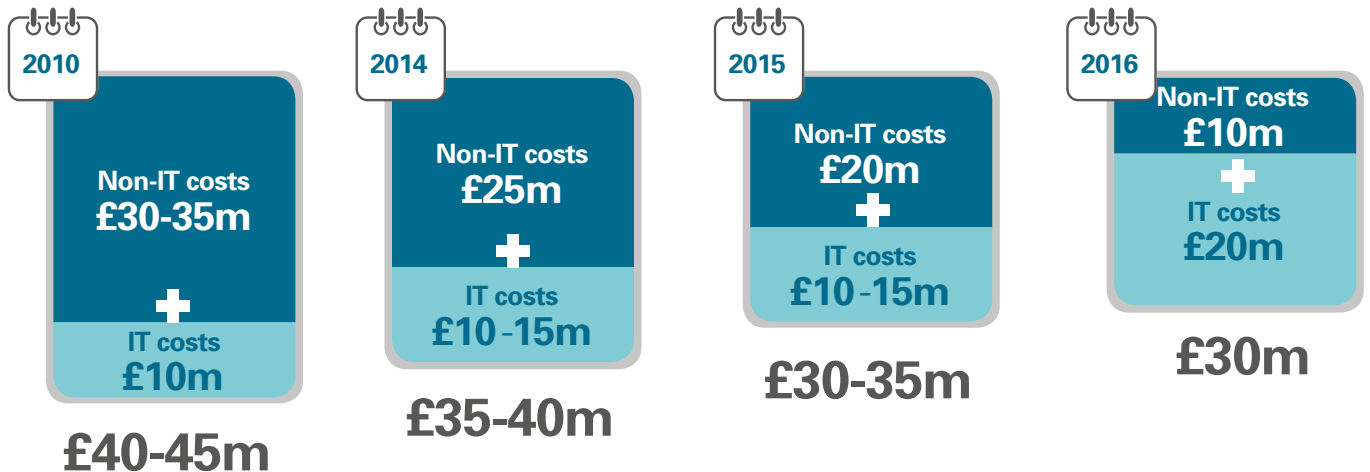 2010
Non-IT costs
£30-35m
IT costs
£10m
£40-45m
2014
Non-IT costs
£25m
IT costs
£10-15m
£35-40m
2015
Non-IT costs
£20m
IT costs
£10-15m
£30-35m
2016
Non-IT costs
£10m
IT costs
£20m
£30m